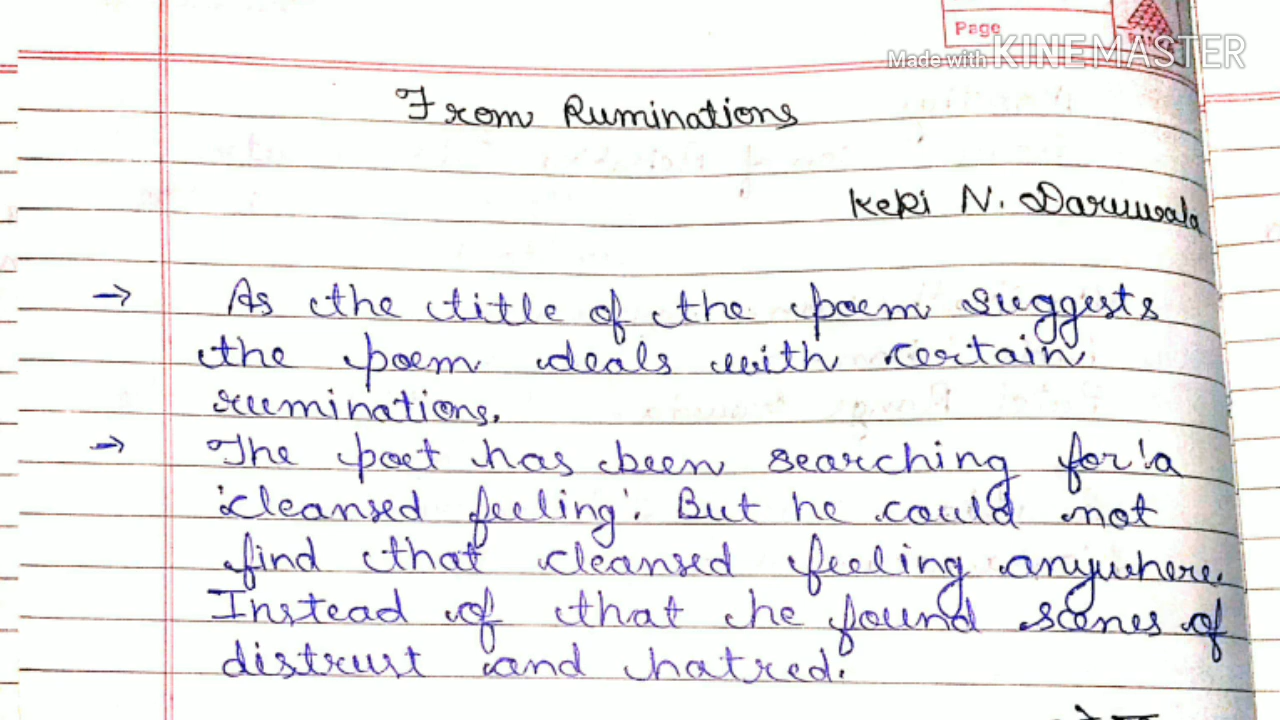 Page
Made with KINEMASTER
From Ruminations
Keki N. Daruwala
→ As the title of the poem suggests
the poem deals with certain
ruminations.
→ The poet has been searching for 'a
'cleansed feeling'. But he could not
find that cleansed feeling anywhere.
Instead of that he found scenes of
distrust and hatred.